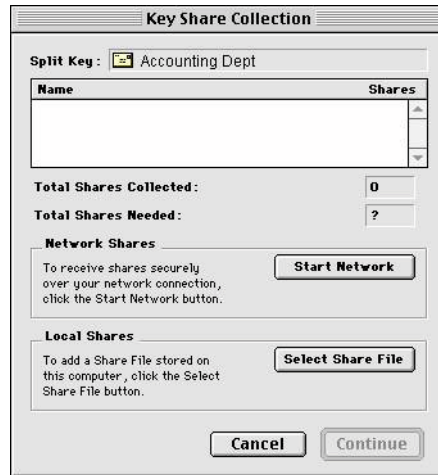 Key Share Collection
Split Key: Accounting Dept
Name Shares
Total Shares Collected: 0
Total Shares Needed: ?
Network Shares
To receive shares securely
over your network connection,
click the Start Network button.
Start Network
Local Shares
To add a Share File stored on
this computer, click the Select
Share File button.
Select Share File
Cancel Continue